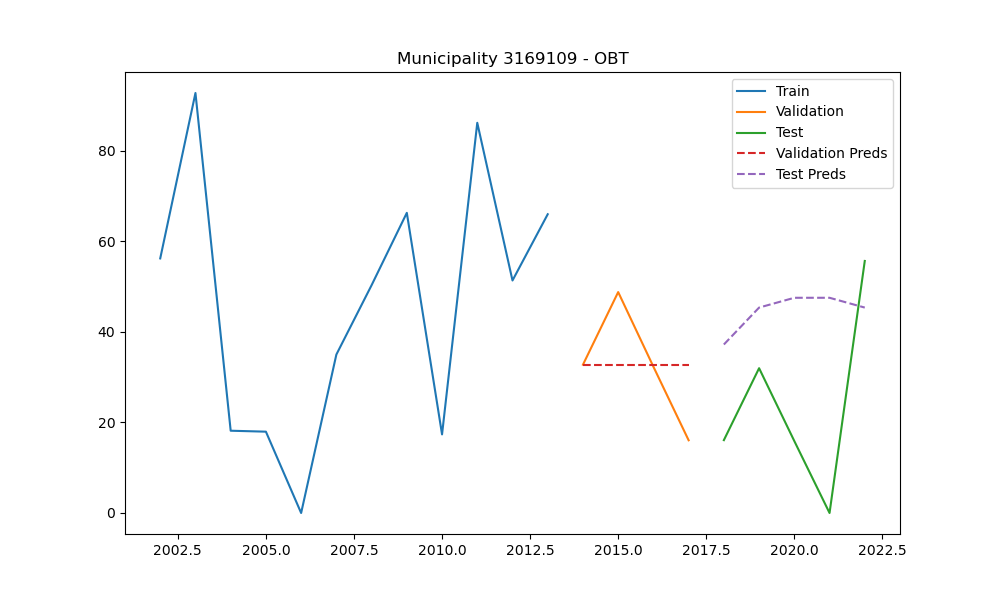 Municipality 3169109 - OBT
Train
Validation
Test
Validation Preds
Test Preds
80
60
40
20
0
2002.5 2005.0 2007.5 2010.0 2012.5 2015.0 2017.5 2020.0 2022.5